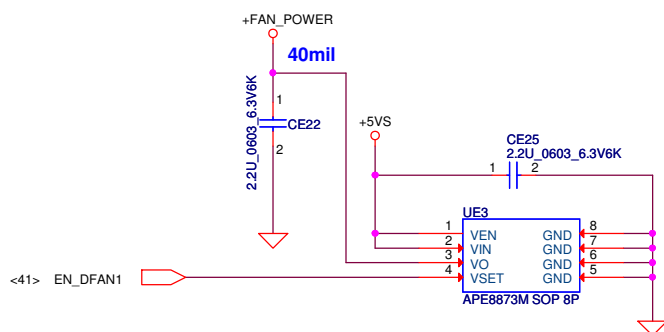 +FAN_POWER
40mil
1
CE22
2
2.2U_0603_6.3V6K
+5VS
CE25
2.2U_0603_6.3V6K
1 2
UE3
1 VEN GND 8
2 VIN GND 7
3 VO GND 6
4 VSET GND 5
APE8873M SOP 8P
<41> EN_DFAN1